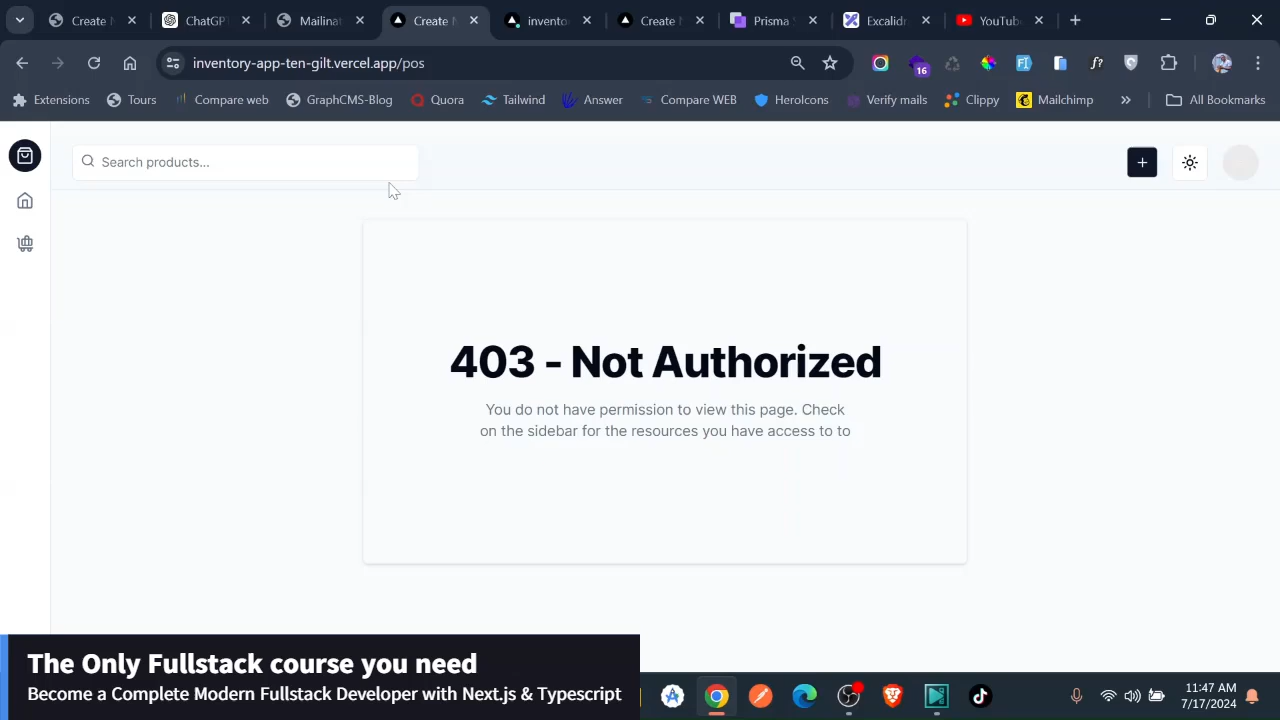 Create N
ChatGP
Mailinat
Create N
invento
Create N
Prisma
Excalidr
YouTub
inventory-app-ten-gilt.vercel.app/pos
16
Extensions
Tours
Compare web
GraphCMS-Blog
Quora
Tailwind
Answer
Compare WEB
HeroIcons
Verify mails
Clippy
Mailchimp
All Bookmarks
Search products...
403 - Not Authorized
You do not have permission to view this page. Check
on the sidebar for the resources you have access to to
The Only Fullstack course you need
Become a Complete Modern Fullstack Developer with Next.js & Typescript
11:47 AM
7/17/2024